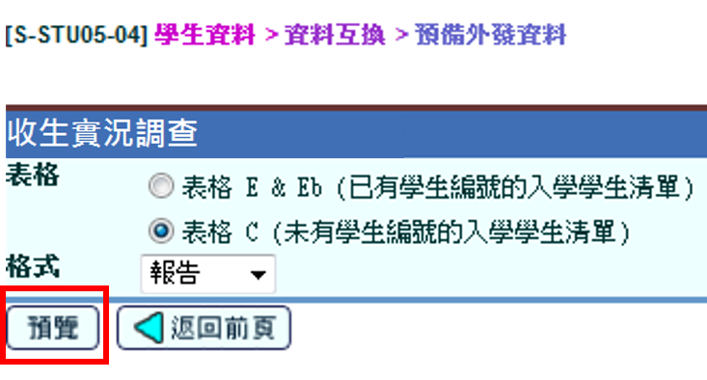 [S-STU05-04] 學生資料 > 資料互換 > 預備外發資料
收生實況調查
表格
表格 E & Eb (已有學生編號的入學學生清單)
表格 C (未有學生編號的入學學生清單)
格式 報告
預覽 返回前頁